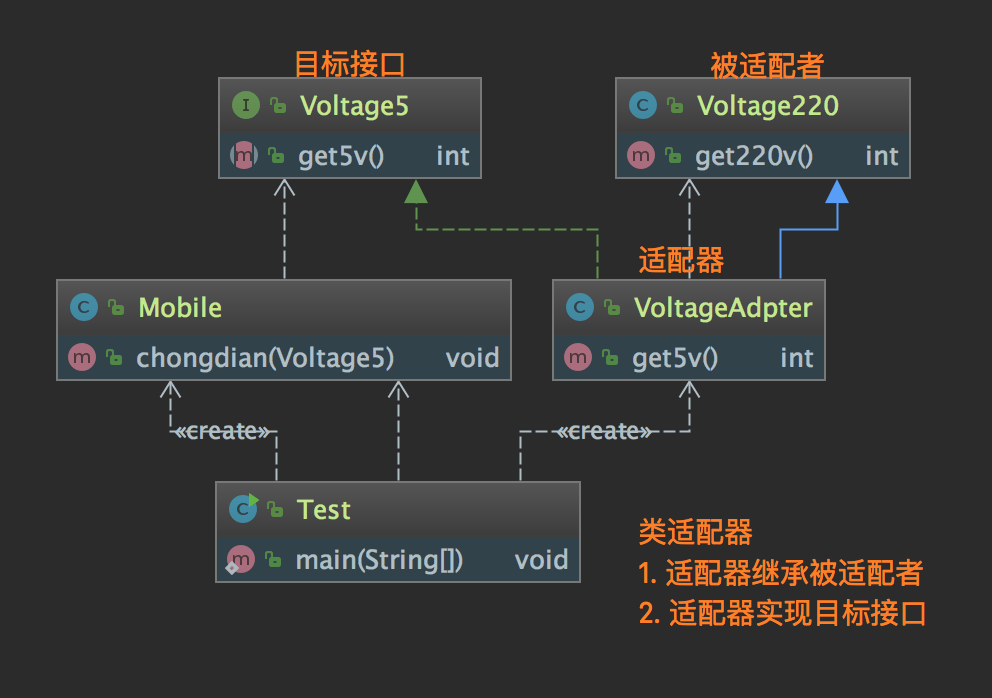 目标接口
被适配者
I Voltage5
C Voltage220
m get5v() int
m get220v() int
适配器
C Mobile
C VoltageAdpter
m chongdian(Voltage5) void
m get5v() int
«create»
«create»
C Test
m main(String[]) void
类适配器
1. 适配器继承被适配者
2. 适配器实现目标接口